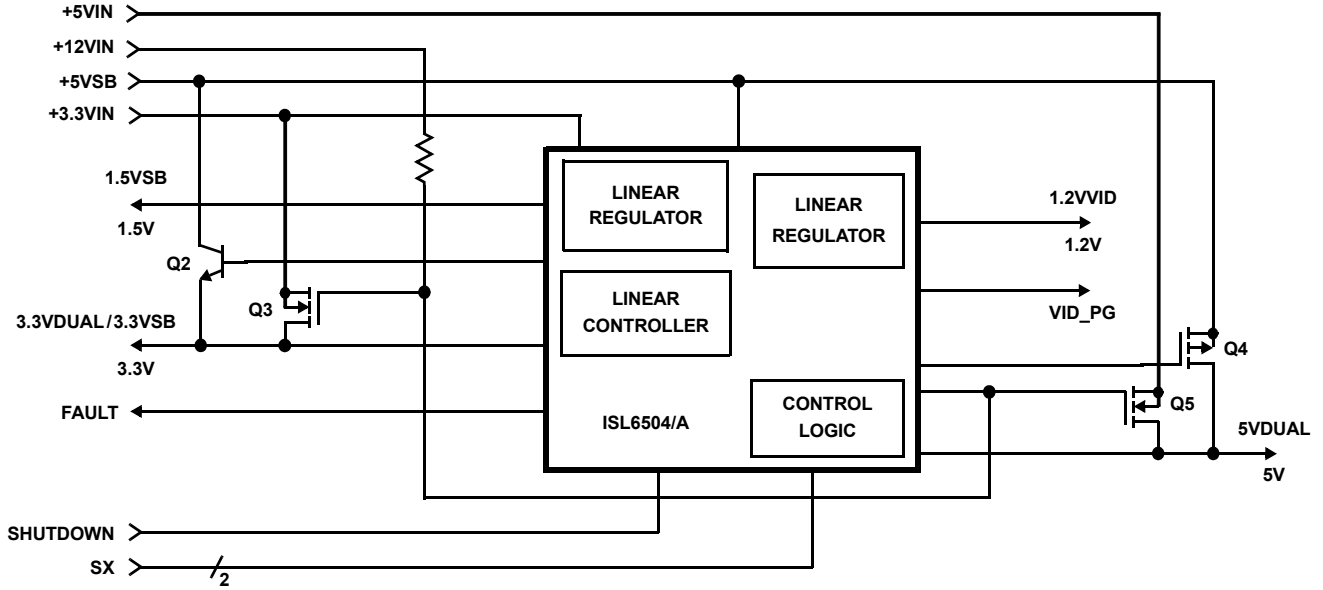 +5VIN
+12VIN
+5VSB
+3.3VIN
1.5VSB
1.5V
Q2
Q3
3.3VDUAL/3.3VSB
3.3V
FAULT
LINEAR
REGULATOR
LINEAR
REGULATOR
LINEAR
CONTROLLER
CONTROL
LOGIC
ISL6504/A
1.2VVID
1.2V
VID_PG
Q4
Q5
5VDUAL
5V
SHUTDOWN
SX
2